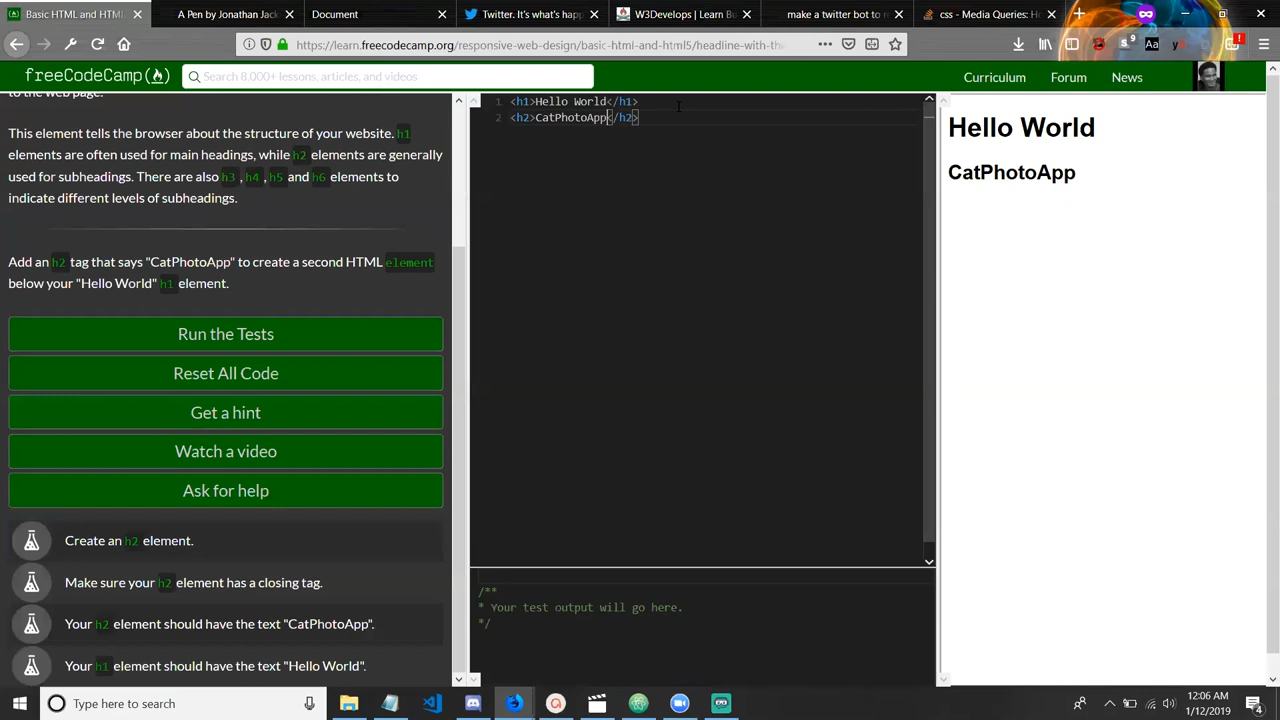 Basic HTML and HTML
A Pen by Jonathan Jack
Document
Twitter. It's what's happ
W3Develops | Learn Bu
make a twitter bot to r
css - Media Queries: H
https://learn.freecodecamp.org/responsive-web-design/basic-html-and-html5/headline-with-the
freeCodeCamp
Search 8,000+ lessons, articles, and videos
Curriculum
Forum
News
to the web page.
This element tells the browser about the structure of your website. h1
elements are often used for main headings, while h2 elements are generally
used for subheadings. There are also h3 , h4 , h5 and h6 elements to
indicate different levels of subheadings.
Add an h2 tag that says "CatPhotoApp" to create a second HTML element
below your "Hello World" h1 element.
Run the Tests
Reset All Code
Get a hint
Watch a video
Ask for help
Create an h2 element.
Make sure your h2 element has a closing tag.
Your h2 element should have the text "CatPhotoApp".
Your h1 element should have the text "Hello World".
1 <h1>Hello World</h1>
2 <h2>CatPhotoApp</h2>
/**
* Your test output will go here.
*/
Hello World
CatPhotoApp
Type here to search
12:06 AM
1/12/2019